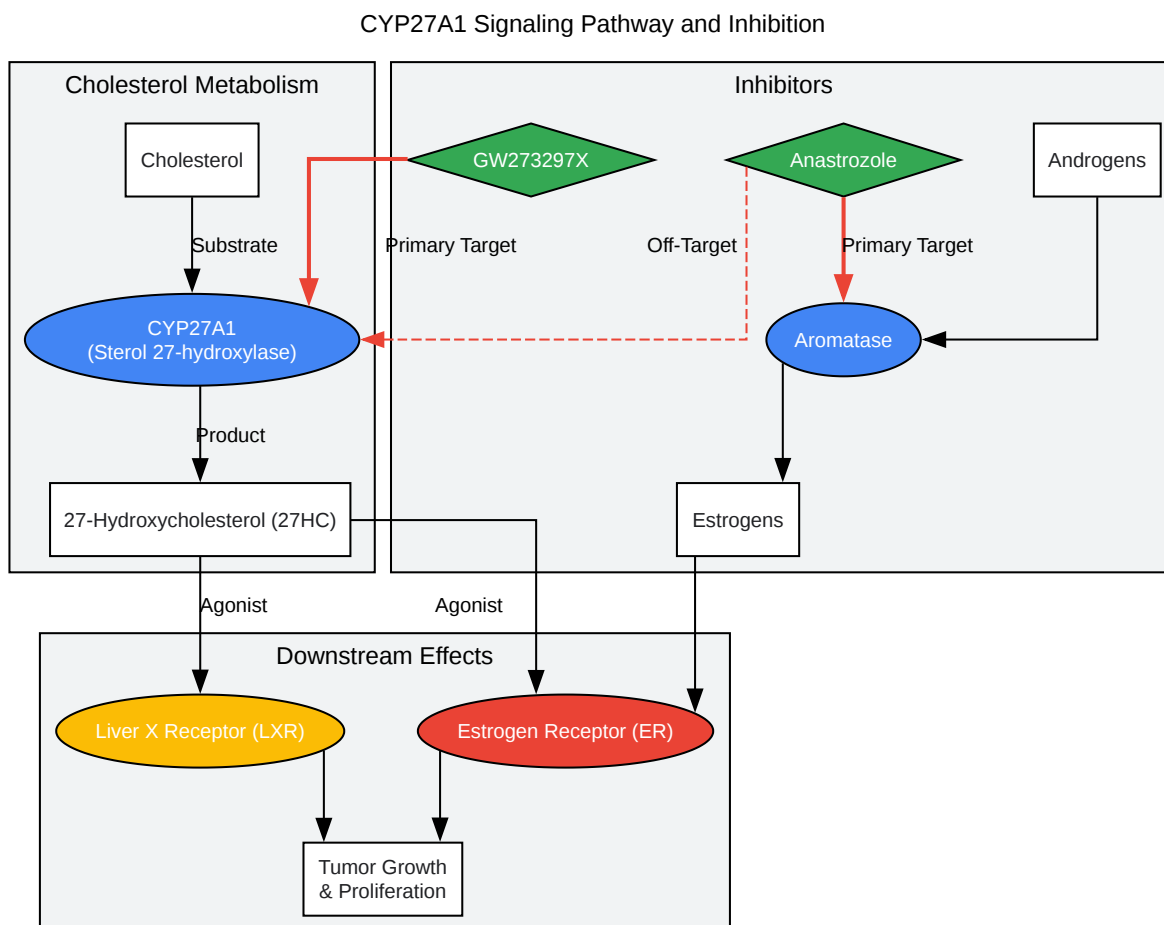 CYP27A1 Signaling Pathway and Inhibition
Cholesterol Metabolism
Inhibitors
Cholesterol
GW273297X
Anastrozole
Androgens
Substrate
Primary Target
Off-Target
Primary Target
CYP27A1
(Sterol 27-hydroxylase)
Aromatase
Product
27-Hydroxycholesterol (27HC)
Estrogens
Agonist
Agonist
Downstream Effects
Liver X Receptor (LXR)
Estrogen Receptor (ER)
Tumor Growth
& Proliferation